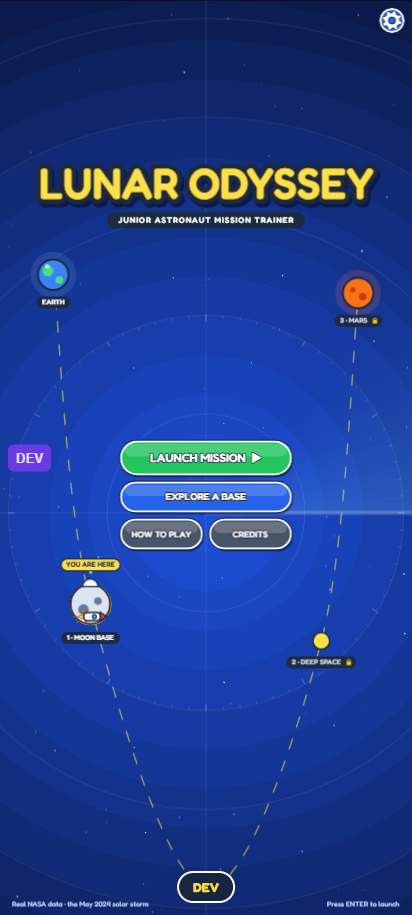 LUNAR ODYSSEY
JUNIOR ASTRONAUT MISSION TRAINER
EARTH
3 · MARS
DEV
LAUNCH MISSION ▶
EXPLORE A BASE
HOW TO PLAY
CREDITS
YOU ARE HERE
1 · MOON BASE
2 · DEEP SPACE
DEV
Real NASA data · the May 2024 solar storm
Press ENTER to launch